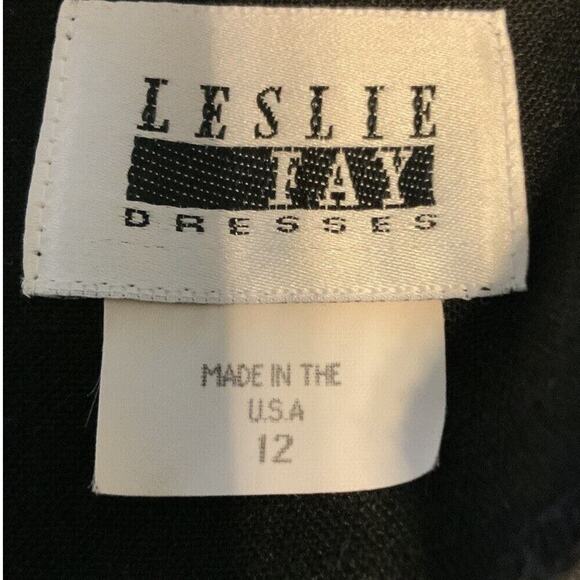 LESLIE
FAY
DRESSES
MADE IN THE
U.S.A
12